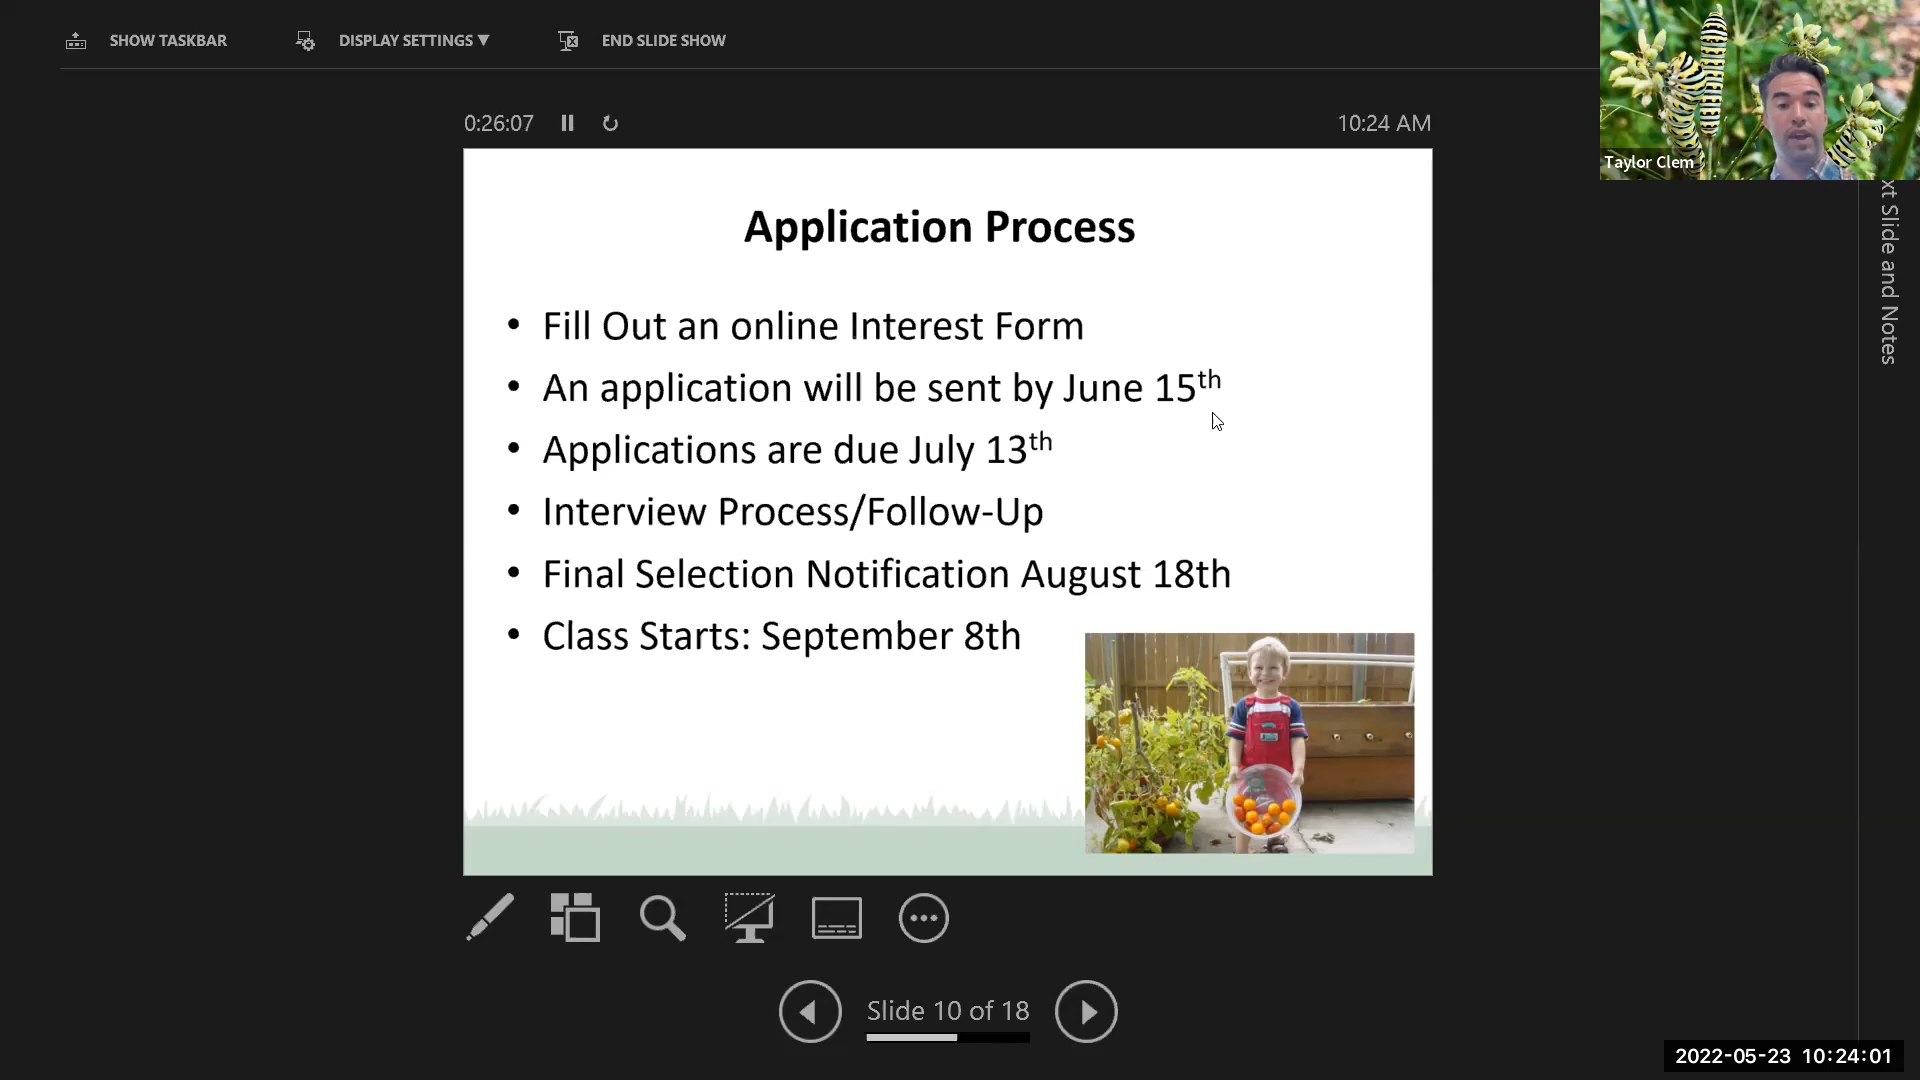 SHOW TASKBAR
DISPLAY SETTINGS ▼
END SLIDE SHOW
0:26:07
10:24 AM
Taylor Clem
xt Slide and Notes
Application Process
• Fill Out an online Interest Form
• An application will be sent by June 15th
• Applications are due July 13th
• Interview Process/Follow-Up
• Final Selection Notification August 18th
• Class Starts: September 8th
Slide 10 of 18
2022-05-23 10:24:01